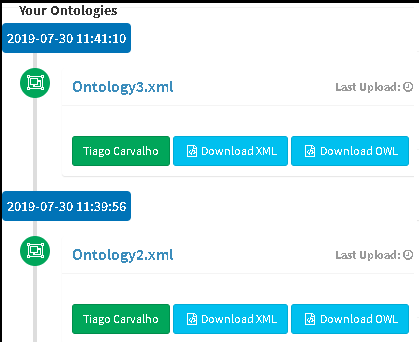 Your Ontologies
2019-07-30 11:41:10
Ontology3.xml Last Upload:
Tiago Carvalho Download XML Download OWL
2019-07-30 11:39:56
Ontology2.xml Last Upload:
Tiago Carvalho Download XML Download OWL